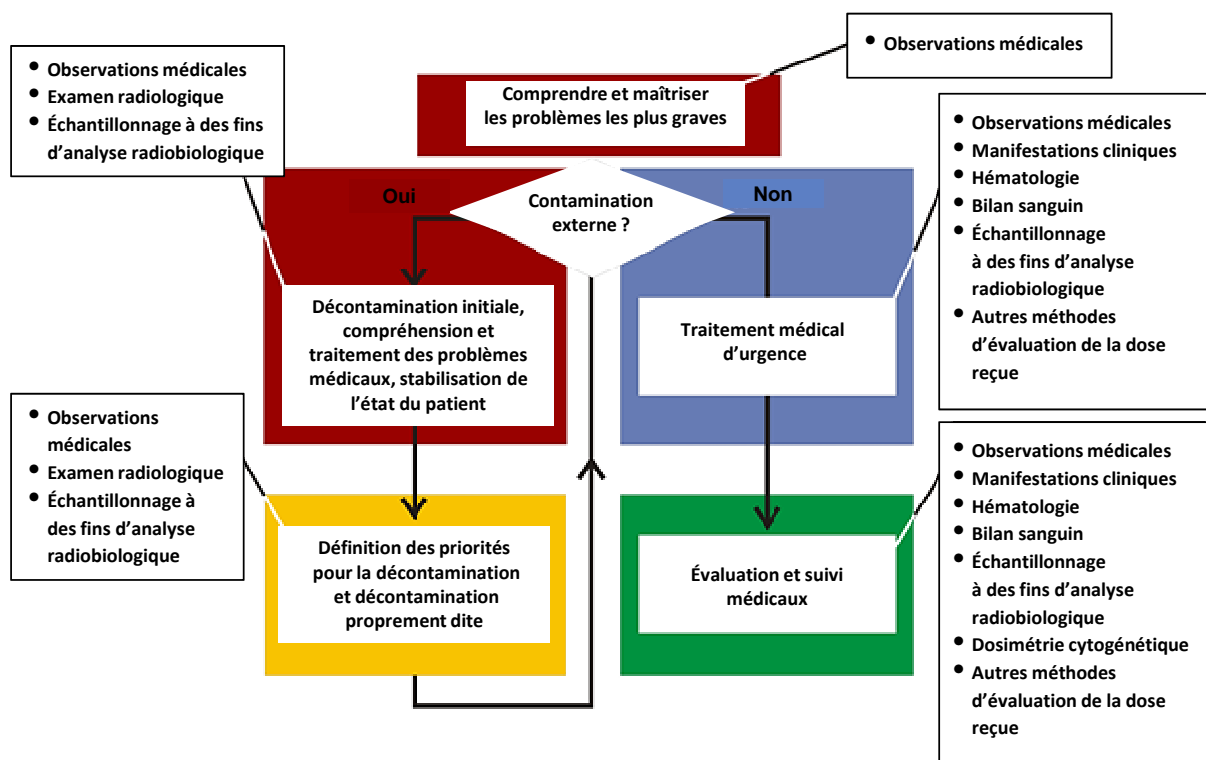 • Observations médicales
• Examen radiologique
• Échantillonnage à des fins
d’analyse radiobiologique
Comprendre et maîtriser
les problèmes les plus graves
• Observations médicales
Oui
Contamination
externe ?
Non
• Observations médicales
• Manifestations cliniques
• Hématologie
• Bilan sanguin
• Échantillonnage
à des fins d’analyse
radiobiologique
• Autres méthodes
d’évaluation de la dose
reçue
Décontamination initiale,
compréhension et
traitement des problèmes
médicaux, stabilisation de
l’état du patient
Traitement médical
d’urgence
• Observations
médicales
• Examen radiologique
• Échantillonnage à
des fins d’analyse
radiobiologique
Définition des priorités
pour la décontamination
et décontamination
proprement dite
Évaluation et suivi
médicaux
• Observations médicales
• Manifestations cliniques
• Hématologie
• Bilan sanguin
• Échantillonnage
à des fins d’analyse
radiobiologique
• Dosimétrie cytogénétique
• Autres méthodes
d’évaluation de la dose
reçue